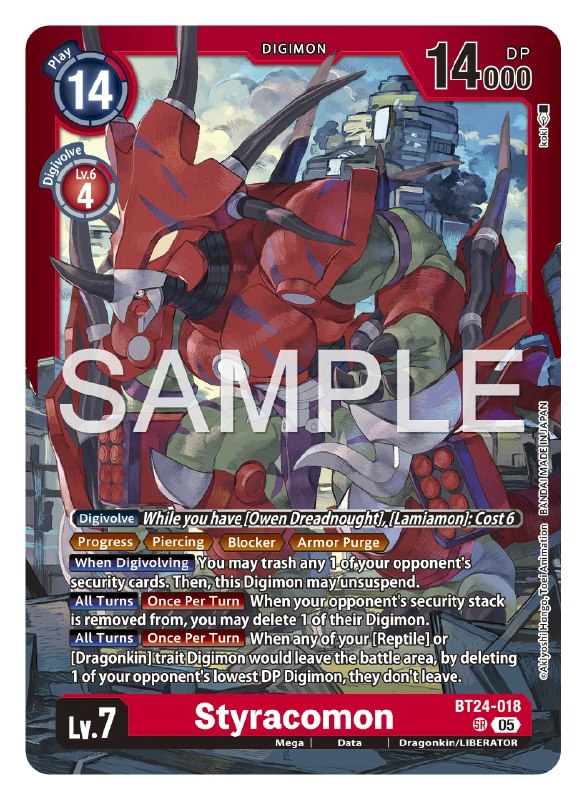 DIGIMON
Play
14
14000
DP
Digivolve
Lv.6
4
koki
SAMPLE
Digivolve While you have [Owen Dreadnought], [Lamiamon]: Cost 6
Progress Piercing Blocker Armor Purge
When Digivolving You may trash any 1 of your opponent's
security cards. Then, this Digimon may unsuspend.
All Turns Once Per Turn When your opponent's security stack
is removed from, you may delete 1 of their Digimon.
All Turns Once Per Turn When any of your [Reptile] or
[Dragonkin] trait Digimon would leave the battle area, by deleting
1 of your opponent's lowest DP Digimon, they don't leave.
©Akiyoshi Hongo, Toei Animation BANDAI MADE IN JAPAN
Lv.7
Styracomon
BT24-018
SR 05
Mega | Data | Dragonkin/LIBERATOR